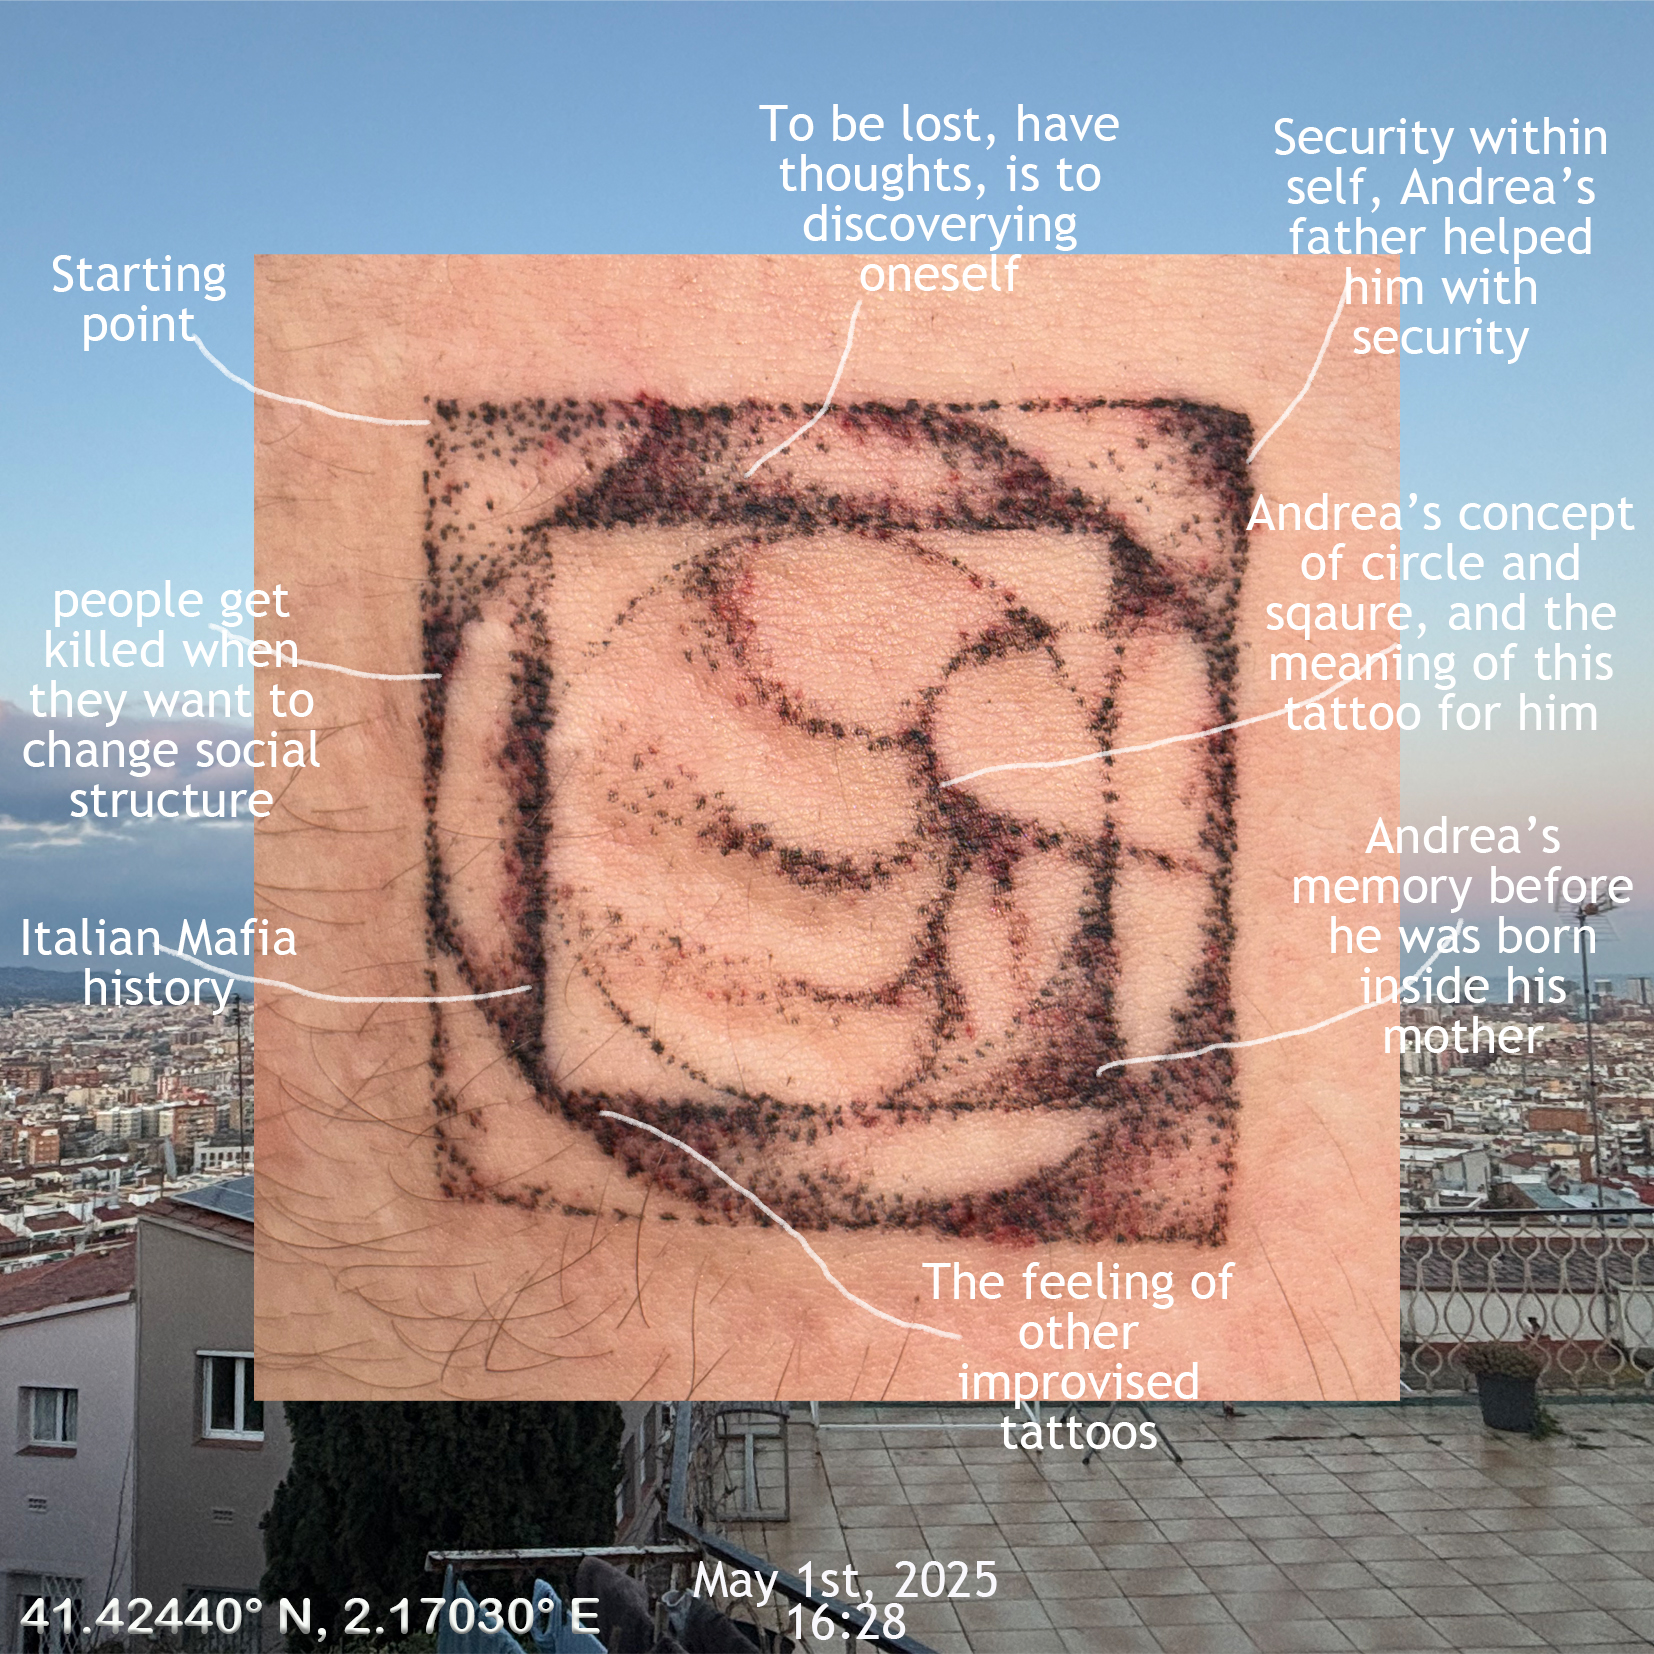 To be lost, have
thoughts, is to
discoverying
oneself
Security within
self, Andrea's
father helped
him with
security
Starting
point
Andrea's concept
of circle and
sqaure, and the
meaning of this
tattoo for him
people get
killed when
they want to
change social
structure
Andrea's
memory before
he was born
inside his
mother
Italian Mafia
history
The feeling of
other
improvised
tattoos
May 1st, 2025
16:28
41.42440° N, 2.17030° E